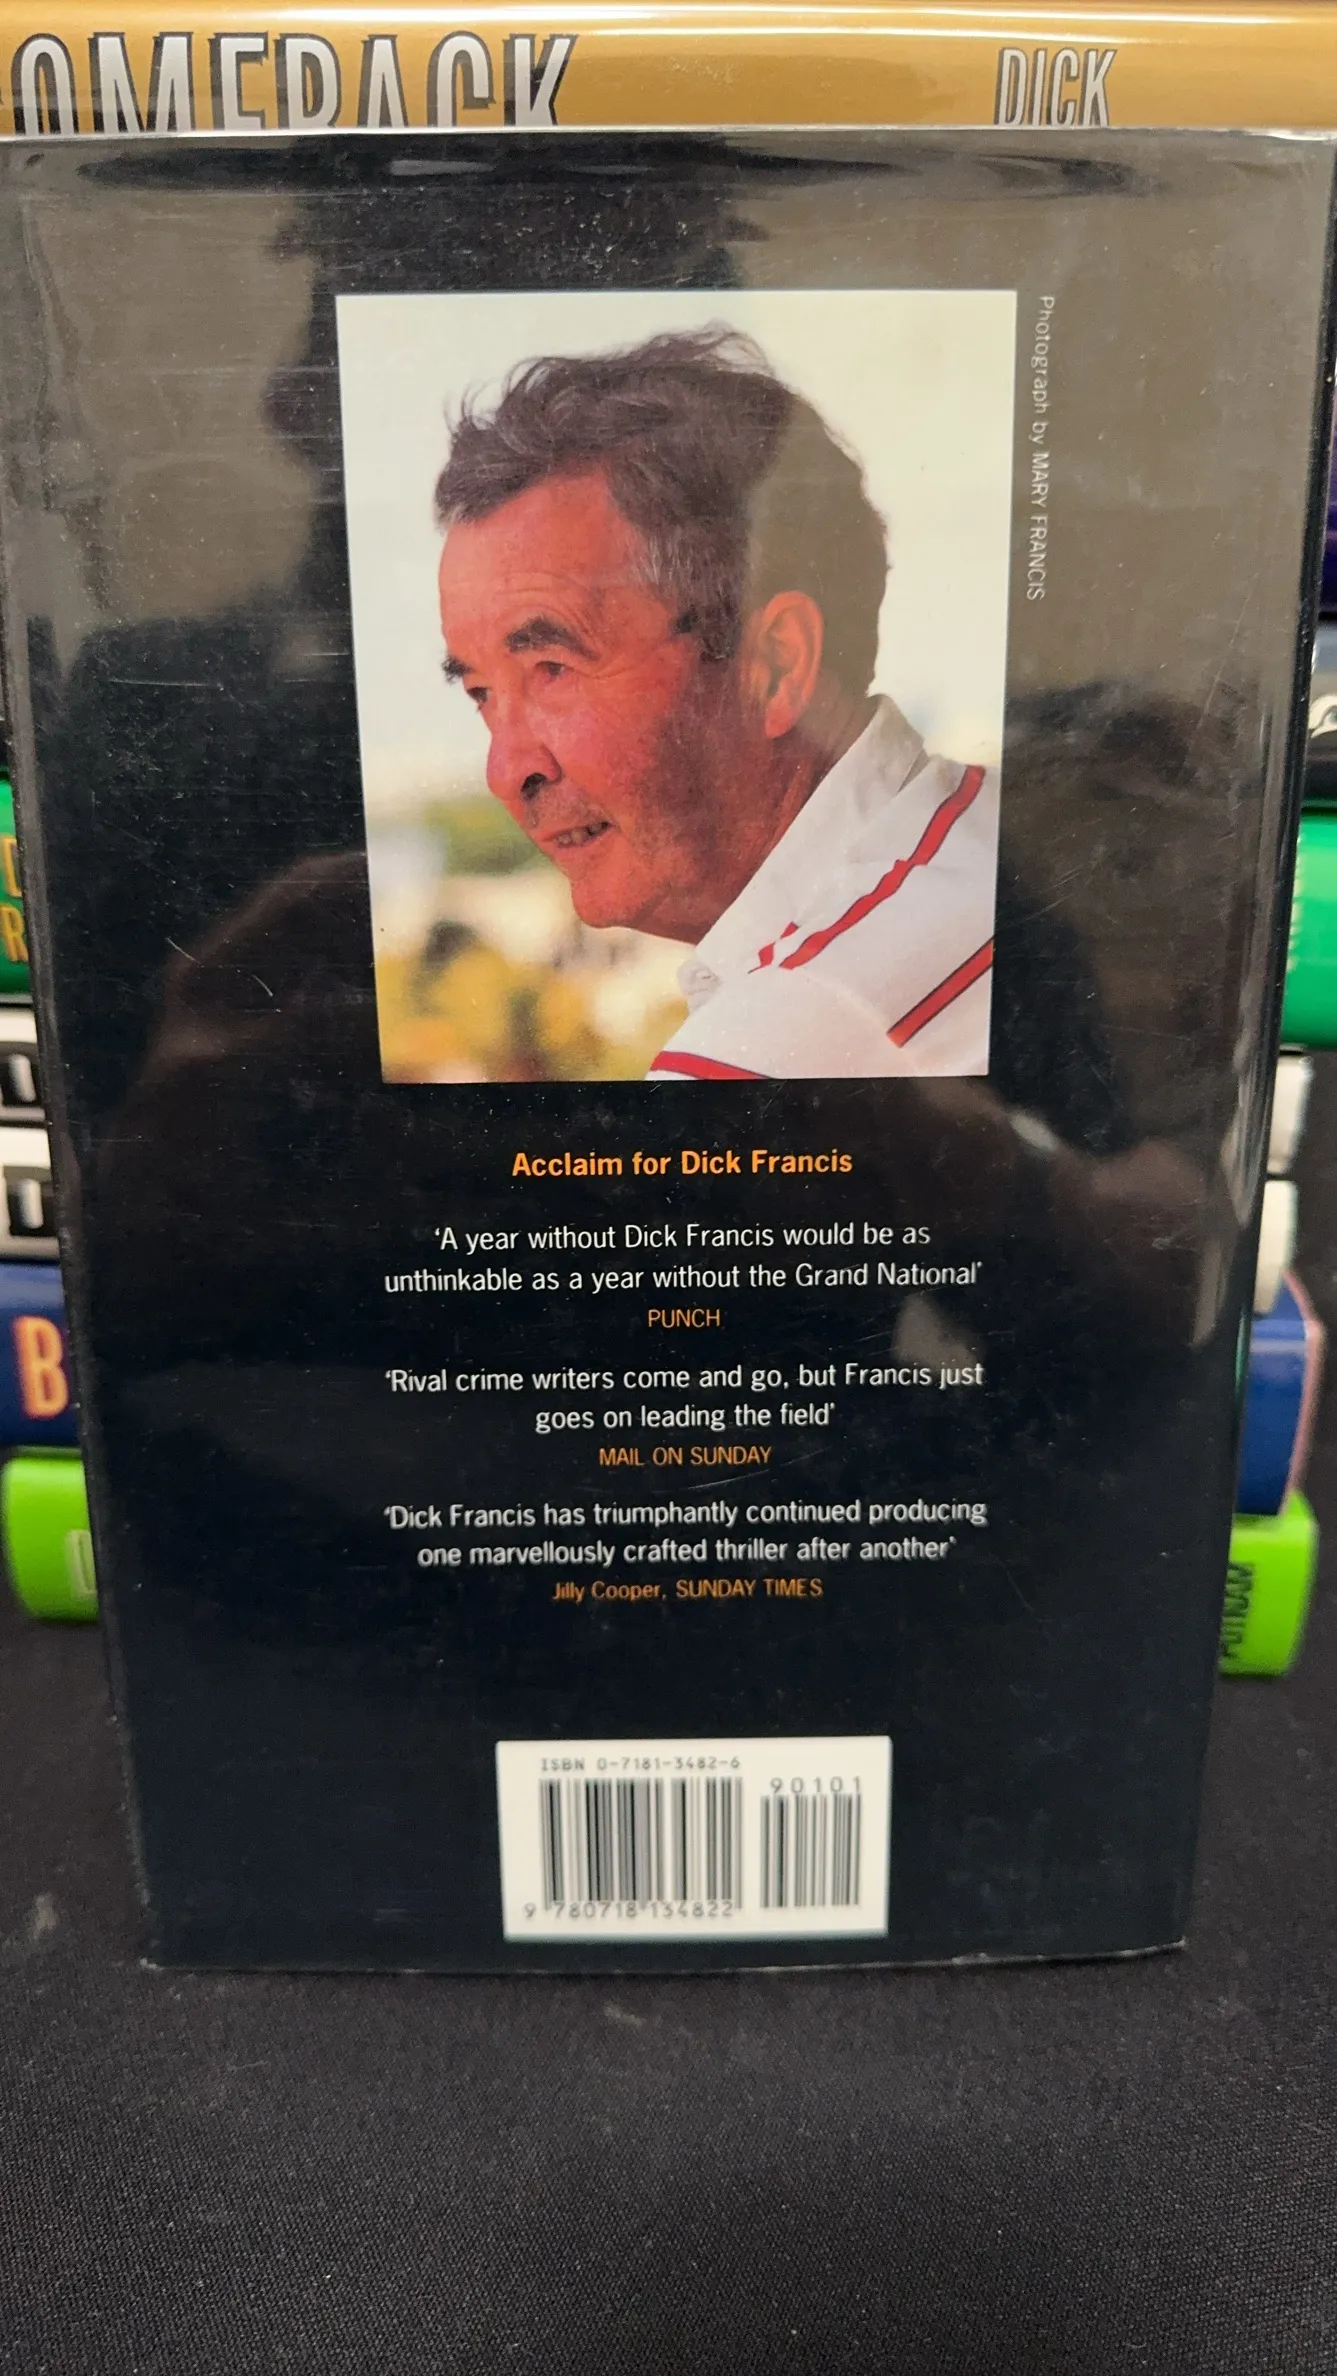 COMEBACK DICK
Photograph by MARY FRANCIS
Acclaim for Dick Francis
‘A year without Dick Francis would be as
unthinkable as a year without the Grand National’
PUNCH
‘Rival crime writers come and go, but Francis just
goes on leading the field’
MAIL ON SUNDAY
‘Dick Francis has triumphantly continued producing
one marvellously crafted thriller after another’
Jilly Cooper, SUNDAY TIMES
B
PUTNAM
ISBN 0-7181-3482-6
90101
9 780718 134822